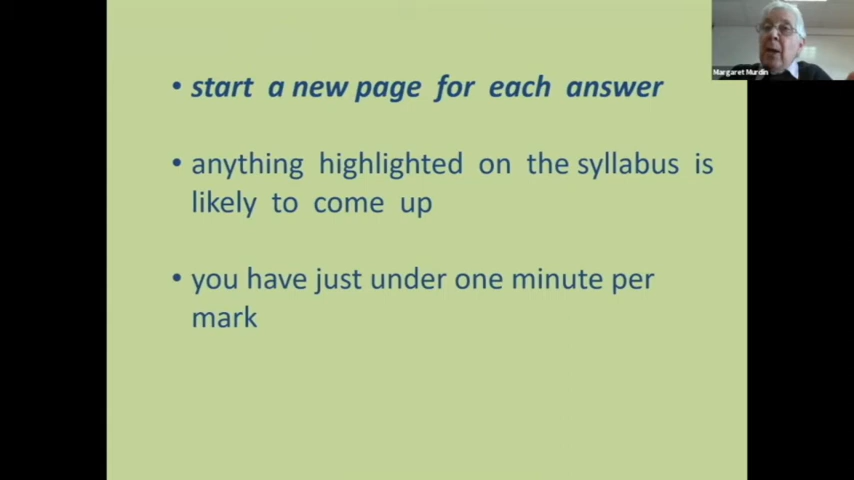 Margaret Murdin
• start a new page for each answer
• anything highlighted on the syllabus is
likely to come up
• you have just under one minute per
mark